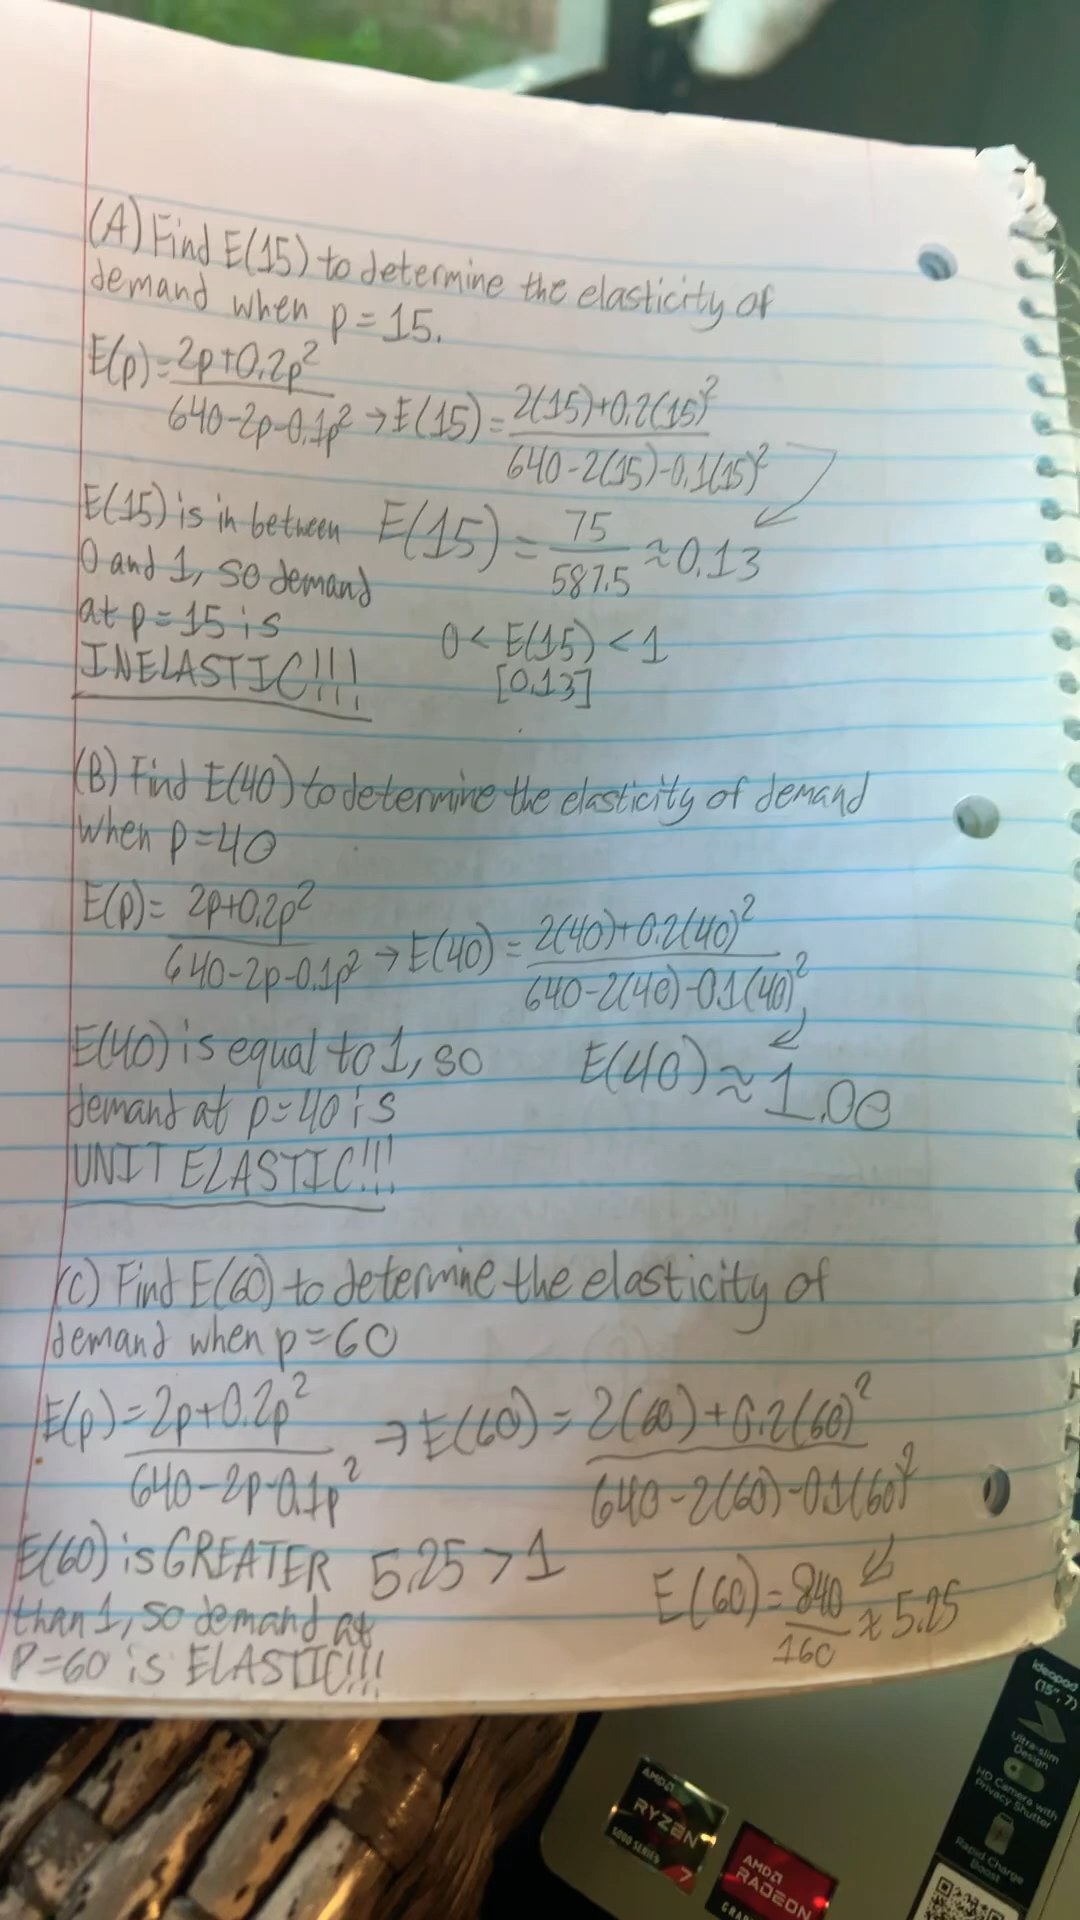 (A) Find E(15) to determine the elasticity of
demand when p = 15.
E(p) = 2p+0.2p² / 640-2p-0.1p² → E(15) = 2(15)+0.2(15)² / 640-2(15)-0.1(15)²
E(15) is in between
0 and 1, so demand
at p = 15 is
INELASTIC!!!
E(15) = 75 / 587.5 ≈ 0.13
0 < E(15) < 1
[0.13]
(B) Find E(40) to determine the elasticity of demand
when p = 40
E(p) = 2p+0.2p² / 640-2p-0.1p² → E(40) = 2(40)+0.2(40)² / 640-2(40)-0.1(40)²
E(40) is equal to 1, so
demand at p = 40 is
UNIT ELASTIC!!!
E(40) ≈ 1.00
(C) Find E(60) to determine the elasticity of
demand when p = 60
E(p) = 2p+0.2p² / 640-2p-0.1p² → E(60) = 2(60)+0.2(60)² / 640-2(60)-0.1(60)²
E(60) is GREATER
than 1, so demand at
P = 60 is ELASTIC!!!
5.25 > 1
E(60) = 840 / 160 ≈ 5.25
ideapad
(15", 7)
Ultra-slim
Design
HD Camera with
Privacy Shutter
Rapid Charge
Boost
AMD
RYZEN
5000 SERIES
7
AMD
RADEON
GRA